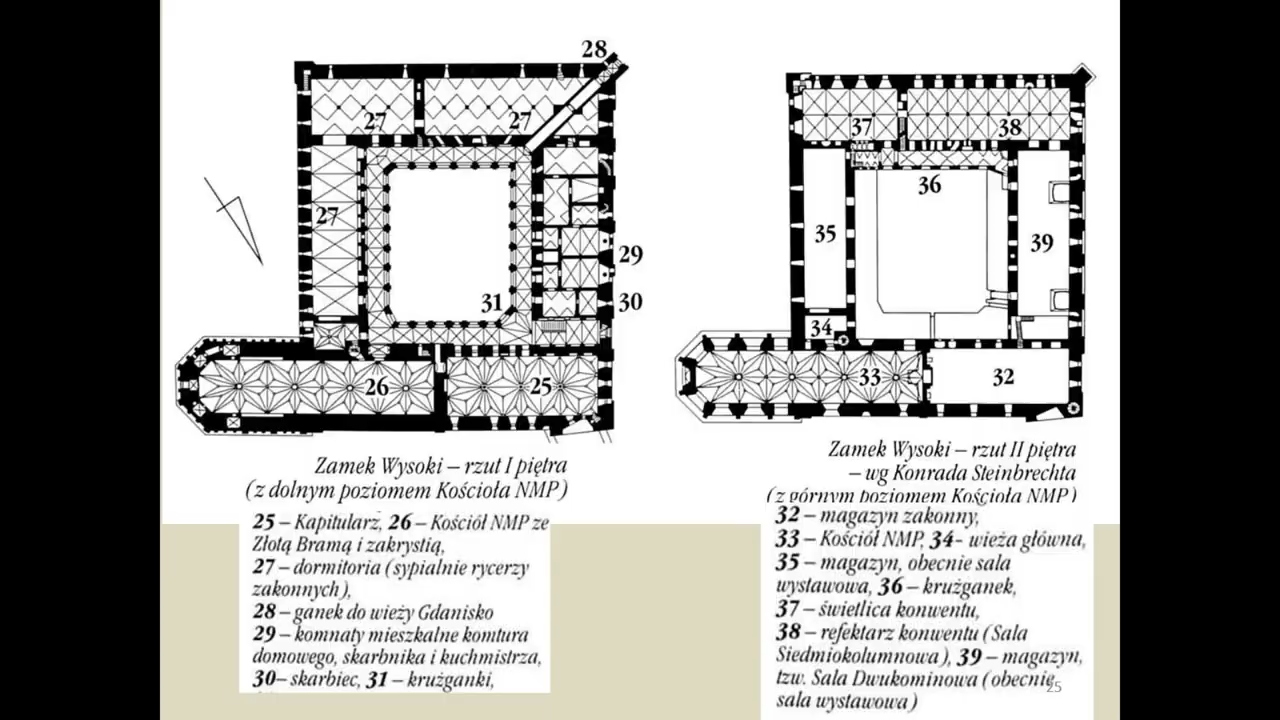 28
27
27
27
29
30
31
26
25
Zamek Wysoki – rzut I piętra
(z dolnym poziomem Kościoła NMP)
25 – Kapitularz, 26 – Kościół NMP ze
Złotą Bramą i zakrystią,
27 – dormitoria (sypialnie rycerzy
zakonnych),
28 – ganek do wieży Gdanisko
29 – komnaty mieszkalne komtura
domowego, skarbnika i kuchmistrza,
30– skarbiec, 31 – krużganki,
37
38
36
35
39
34
33
32
Zamek Wysoki – rzut II piętra
– wg Konrada Steinbrechta
(z górnym poziomem Kościoła NMP)
32 – magazyn zakonny,
33 – Kościół NMP, 34- wieża główna,
35 – magazyn, obecnie sala
wystawowa, 36 – krużganek,
37 – świetlica konwentu,
38 – refektarz konwentu (Sala
Siedmiokolumnowa), 39 – magazyn,
tzw. Sala Dwukominowa (obecnie
sala wystawowa)
25